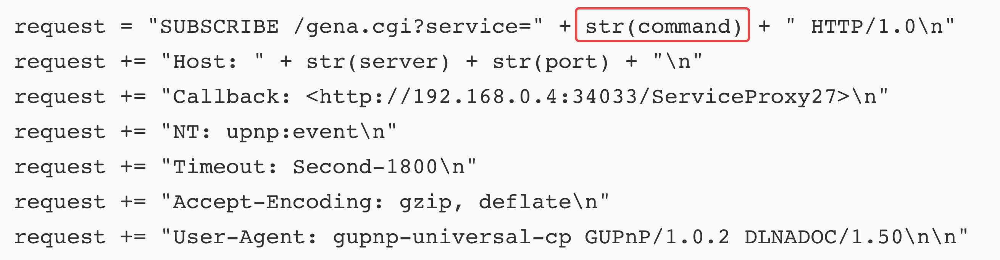 request = "SUBSCRIBE /gena.cgi?service=" + str(command) + " HTTP/1.0\n"
request += "Host: " + str(server) + str(port) + "\n"
request += "Callback: <http://192.168.0.4:34033/ServiceProxy27>\n"
request += "NT: upnp:event\n"
request += "Timeout: Second-1800\n"
request += "Accept-Encoding: gzip, deflate\n"
request += "User-Agent: gupnp-universal-cp GUPnP/1.0.2 DLNADOC/1.50\n\n"